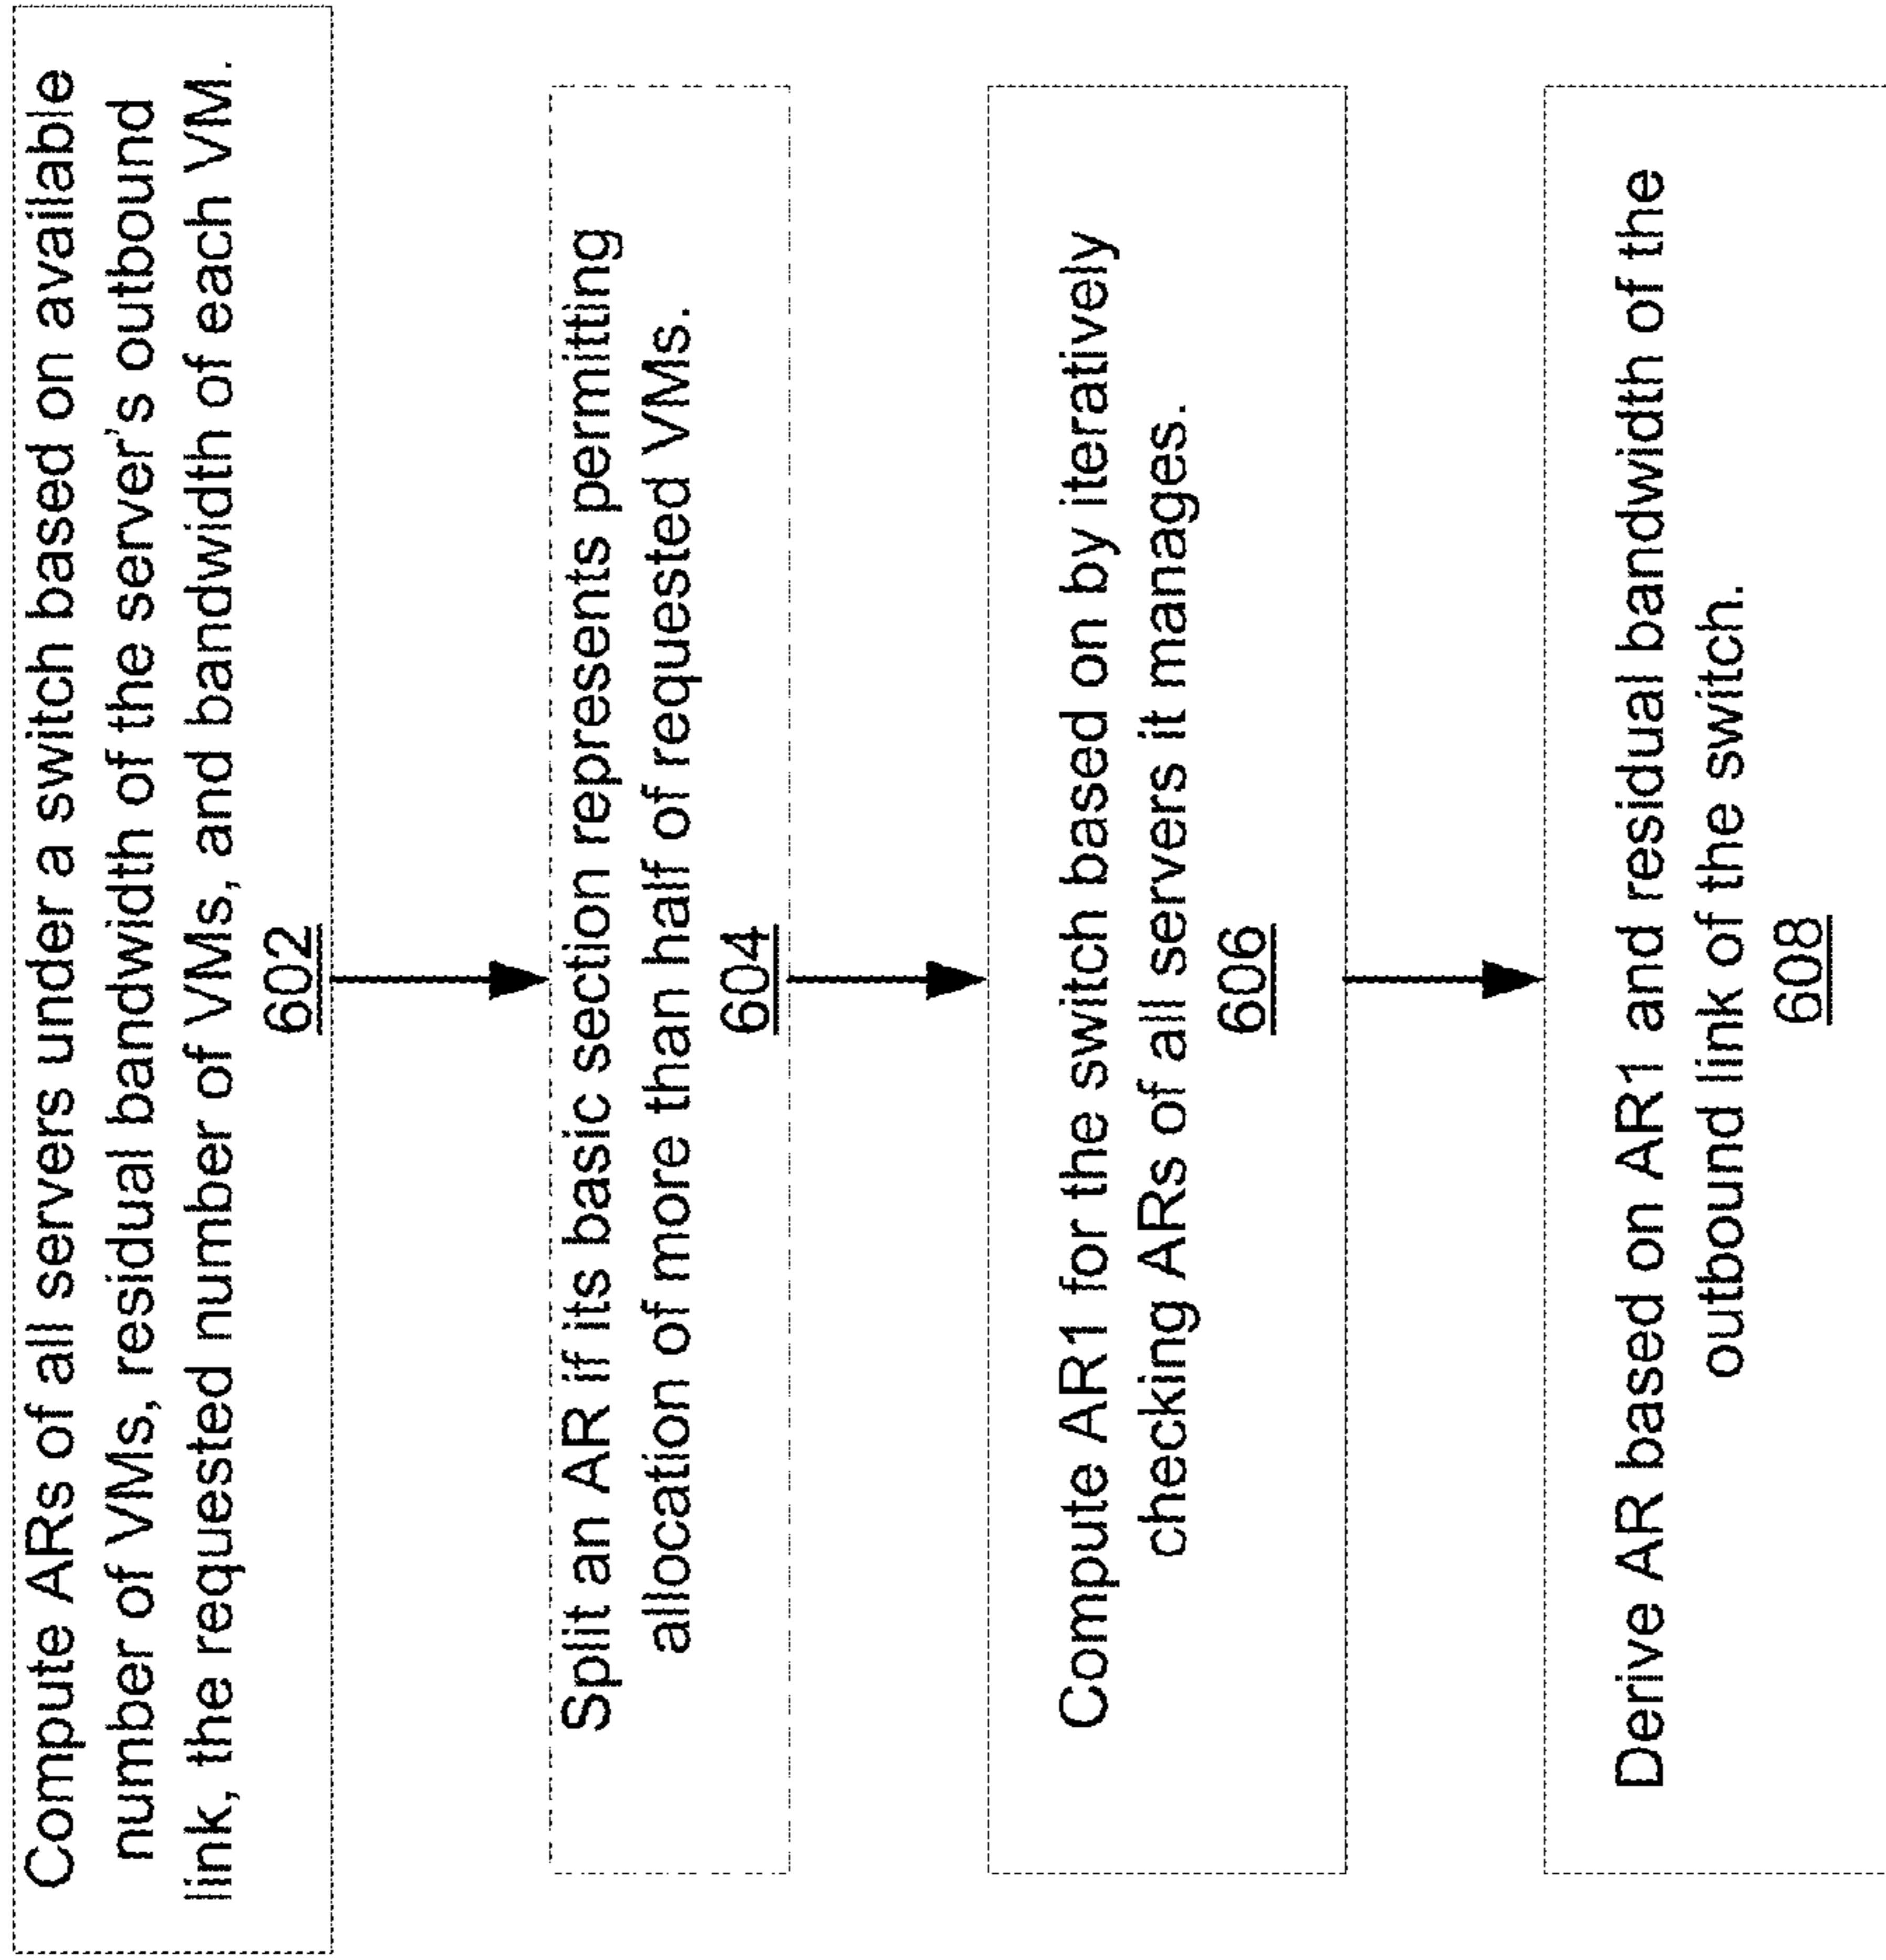 Compute ARs of all servers under a switch based on available
number of VMs, residual bandwidth of the server's outbound
link, the requested number of VMs, and bandwidth of each VM.
602
Split an AR if its basic section represents permitting
allocation of more than half of requested VMs.
604
Compute AR1 for the switch based on by iteratively
checking ARs of all servers it manages.
606
Derive AR based on AR1 and residual bandwidth of the
outbound link of the switch.
608